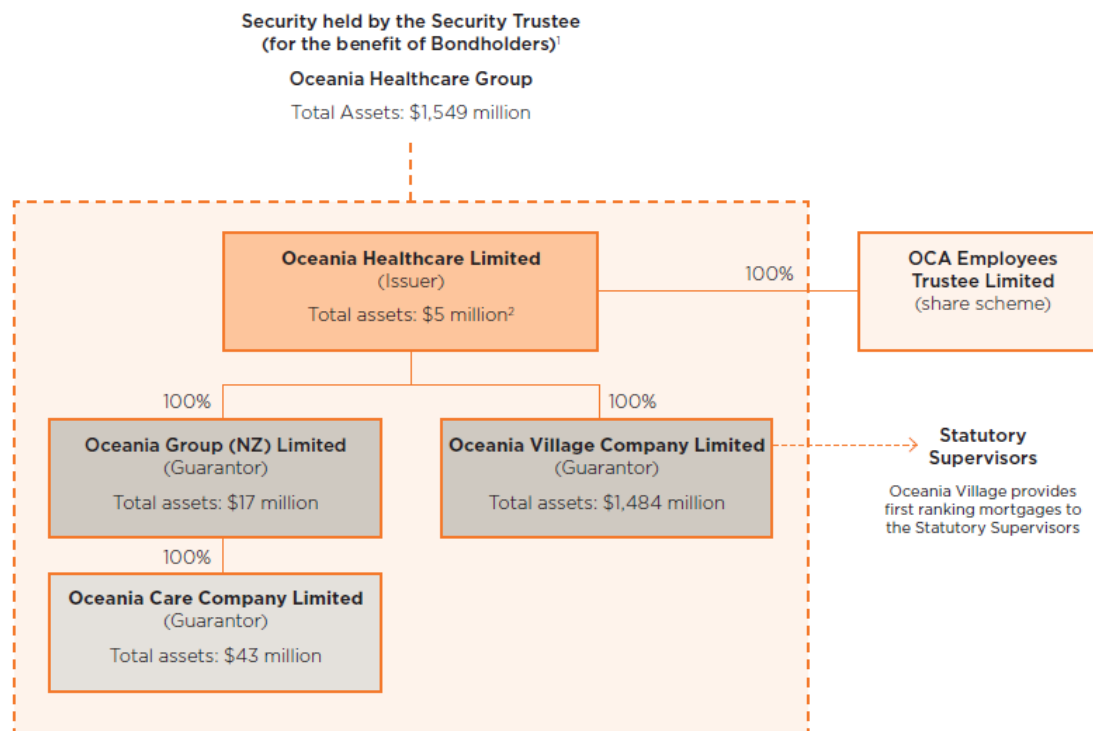 Security held by the Security Trustee
(for the benefit of Bondholders)¹
Oceania Healthcare Group
Total Assets: $1,549 million
Oceania Healthcare Limited
(Issuer)
Total assets: $5 million²
100%
OCA Employees
Trustee Limited
(share scheme)
100%
100%
Oceania Group (NZ) Limited
(Guarantor)
Total assets: $17 million
Oceania Village Company Limited
(Guarantor)
Total assets: $1,484 million
Statutory
Supervisors
Oceania Village provides
first ranking mortgages to
the Statutory Supervisors
100%
Oceania Care Company Limited
(Guarantor)
Total assets: $43 million